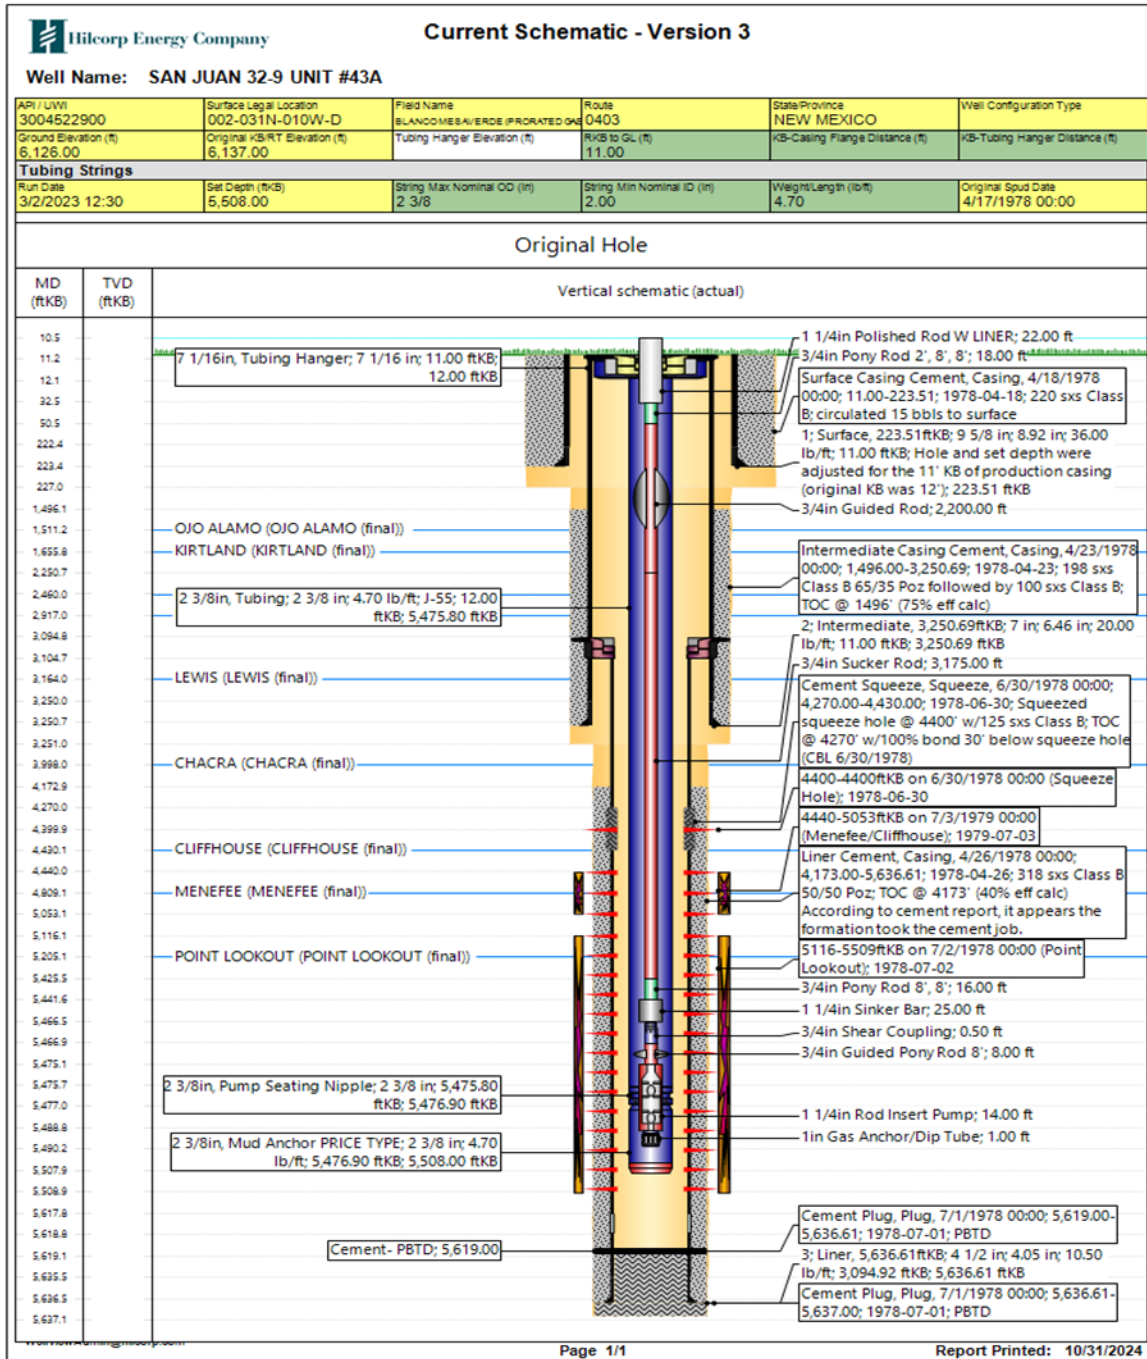 Hilcorp Energy Company
Current Schematic - Version 3
Well Name: SAN JUAN 32-9 UNIT #43A
API / UWI
3004522900
Surface Legal Location
002-031N-010W-D
Field Name
BLANCO MESAVERDE (PRORATED GAS
Route
0403
State/Province
NEW MEXICO
Well Configuration Type
Ground Elevation (ft)
6,126.00
Original KB/RT Elevation (ft)
6,137.00
Tubing Hanger Elevation (ft)
RKB to GL (ft)
11.00
KB-Casing Flange Distance (ft)
KB-Tubing Hanger Distance (ft)
Tubing Strings
Run Date
3/2/2023 12:30
Set Depth (ftKB)
5,508.00
String Max Nominal OD (in)
2 3/8
String Min Nominal ID (in)
2.00
Weight/Length (lb/ft)
4.70
Original Spud Date
4/17/1978 00:00
Original Hole
MD
(ftKB)
TVD
(ftKB)
Vertical schematic (actual)
10.5
11.2
12.1
32.5
50.5
222.4
223.4
227.0
1,496.1
1,511.2
1,655.8
2,250.7
2,460.0
2,917.0
3,094.8
3,104.7
3,164.0
3,250.0
3,250.7
3,251.0
3,998.0
4,172.9
4,270.0
4,399.9
4,430.1
4,440.0
4,809.1
5,053.1
5,116.1
5,205.1
5,425.5
5,441.6
5,466.5
5,466.9
5,475.1
5,475.7
5,477.0
5,488.8
5,490.2
5,507.9
5,508.9
5,617.8
5,618.8
5,619.1
5,635.5
5,636.5
5,637.1
7 1/16in, Tubing Hanger; 7 1/16 in; 11.00 ftKB;
12.00 ftKB
OJO ALAMO (OJO ALAMO (final))
KIRTLAND (KIRTLAND (final))
2 3/8in, Tubing; 2 3/8 in; 4.70 lb/ft; J-55; 12.00
ftKB; 5,475.80 ftKB
LEWIS (LEWIS (final))
CHACRA (CHACRA (final))
CLIFFHOUSE (CLIFFHOUSE (final))
MENEFEE (MENEFEE (final))
POINT LOOKOUT (POINT LOOKOUT (final))
2 3/8in, Pump Seating Nipple; 2 3/8 in; 5,475.80
ftKB; 5,476.90 ftKB
2 3/8in, Mud Anchor PRICE TYPE; 2 3/8 in; 4.70
lb/ft; 5,476.90 ftKB; 5,508.00 ftKB
Cement- PBTD; 5,619.00
1 1/4in Polished Rod W LINER; 22.00 ft
3/4in Pony Rod 2', 8', 8'; 18.00 ft
Surface Casing Cement, Casing, 4/18/1978
00:00; 11.00-223.51; 1978-04-18; 220 sxs Class
B; circulated 15 bbls to surface
1; Surface, 223.51ftKB; 9 5/8 in; 8.92 in; 36.00
lb/ft; 11.00 ftKB; Hole and set depth were
adjusted for the 11' KB of production casing
(original KB was 12'); 223.51 ftKB
3/4in Guided Rod; 2,200.00 ft
Intermediate Casing Cement, Casing, 4/23/1978
00:00; 1,496.00-3,250.69; 1978-04-23; 198 sxs
Class B 65/35 Poz followed by 100 sxs Class B;
TOC @ 1496' (75% eff calc)
2; Intermediate, 3,250.69ftKB; 7 in; 6.46 in; 20.00
lb/ft; 11.00 ftKB; 3,250.69 ftKB
3/4in Sucker Rod; 3,175.00 ft
Cement Squeeze, Squeeze, 6/30/1978 00:00;
4,270.00-4,430.00; 1978-06-30; Squeezed
squeeze hole @ 4400' w/125 sxs Class B; TOC
@ 4270' w/100% bond 30' below squeeze hole
(CBL 6/30/1978)
4400-4400ftKB on 6/30/1978 00:00 (Squeeze
Hole); 1978-06-30
4440-5053ftKB on 7/3/1979 00:00
(Menefee/Cliffhouse); 1979-07-03
Liner Cement, Casing, 4/26/1978 00:00;
4,173.00-5,636.61; 1978-04-26; 318 sxs Class B
50/50 Poz; TOC @ 4173' (40% eff calc)
According to cement report, it appears the
formation took the cement job.
5116-5509ftKB on 7/2/1978 00:00 (Point
Lookout); 1978-07-02
3/4in Pony Rod 8', 8'; 16.00 ft
1 1/4in Sinker Bar; 25.00 ft
3/4in Shear Coupling; 0.50 ft
3/4in Guided Pony Rod 8'; 8.00 ft
1 1/4in Rod Insert Pump; 14.00 ft
1in Gas Anchor/Dip Tube; 1.00 ft
Cement Plug, Plug, 7/1/1978 00:00; 5,619.00-
5,636.61; 1978-07-01; PBTD
3; Liner, 5,636.61ftKB; 4 1/2 in; 4.05 in; 10.50
lb/ft; 3,094.92 ftKB; 5,636.61 ftKB
Cement Plug, Plug, 7/1/1978 00:00; 5,636.61-
5,637.00; 1978-07-01; PBTD
Page 1/1
Report Printed: 10/31/2024